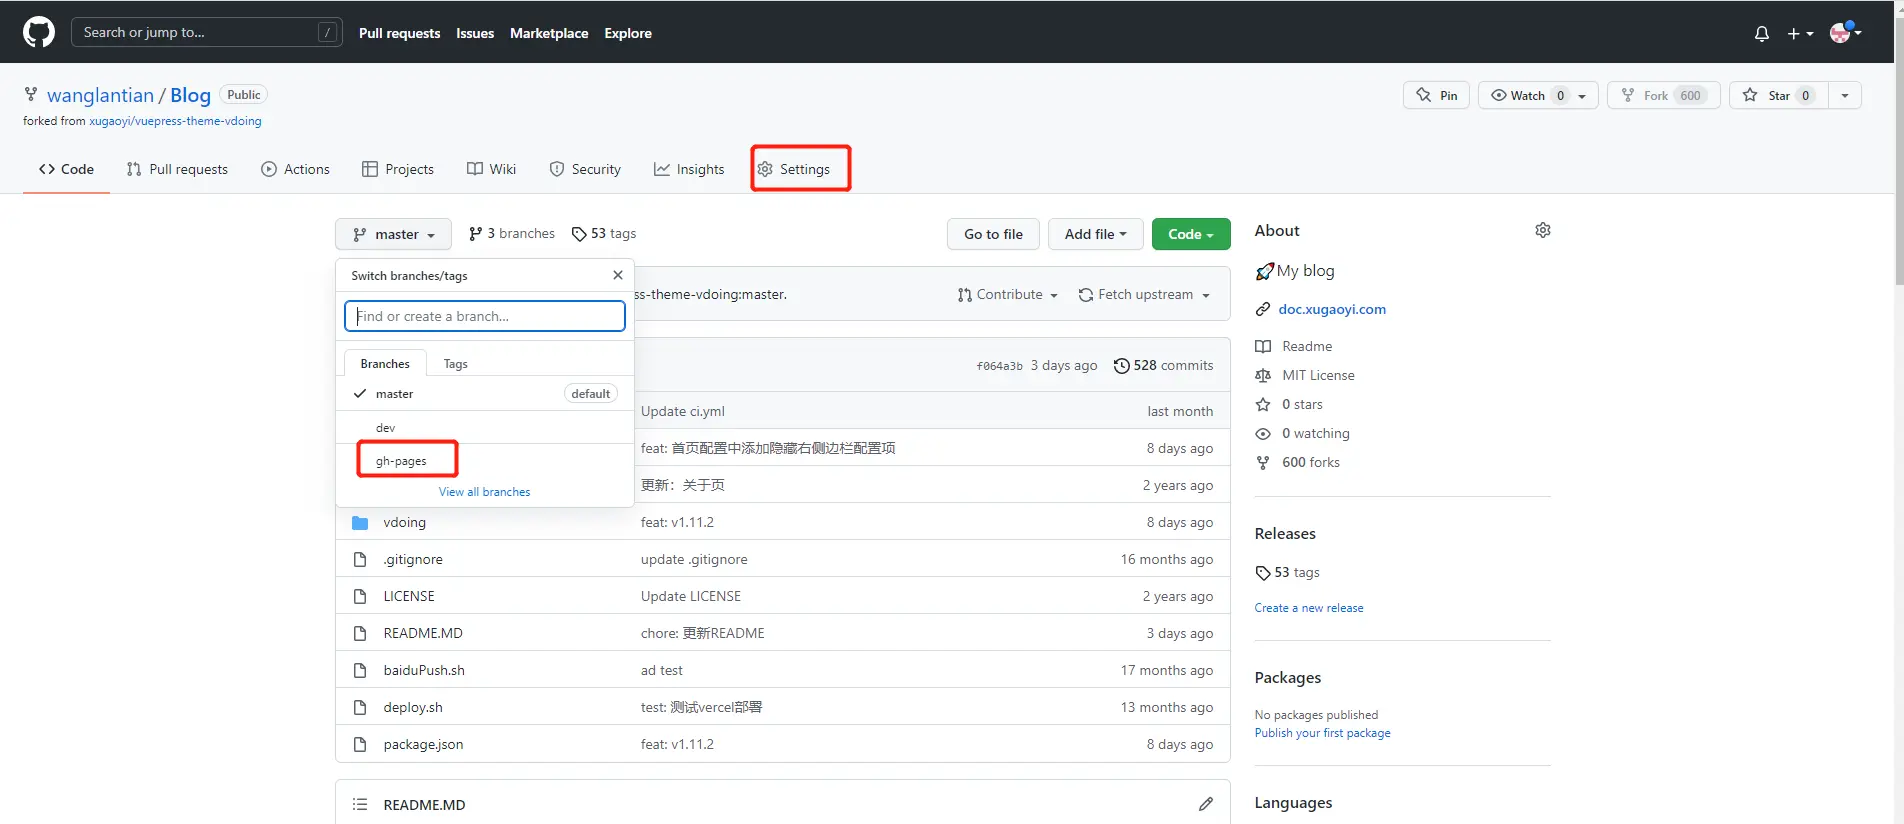 Search or jump to... /
Pull requests Issues Marketplace Explore
wanglantian / Blog Public
forked from xugaoyi/vuepress-theme-vdoing
Pin Watch 0 Fork 600 Star 0
Code Pull requests Actions Projects Wiki Security Insights Settings
master 3 branches 53 tags Go to file Add file Code
Switch branches/tags
Find or create a branch...
Branches Tags
master default
dev
gh-pages
View all branches
ss-theme-vdoing:master. Contribute Fetch upstream
f064a3b 3 days ago 528 commits
Update ci.yml last month
feat: 首页配置中添加隐藏右侧边栏配置项 8 days ago
更新：关于页 2 years ago
vdoing feat: v1.11.2 8 days ago
.gitignore update .gitignore 16 months ago
LICENSE Update LICENSE 2 years ago
README.MD chore: 更新README 3 days ago
baiduPush.sh ad test 17 months ago
deploy.sh test: 测试vercel部署 13 months ago
package.json feat: v1.11.2 8 days ago
README.MD
About
🚀My blog
doc.xugaoyi.com
Readme
MIT License
0 stars
0 watching
600 forks
Releases
53 tags
Create a new release
Packages
No packages published
Publish your first package
Languages